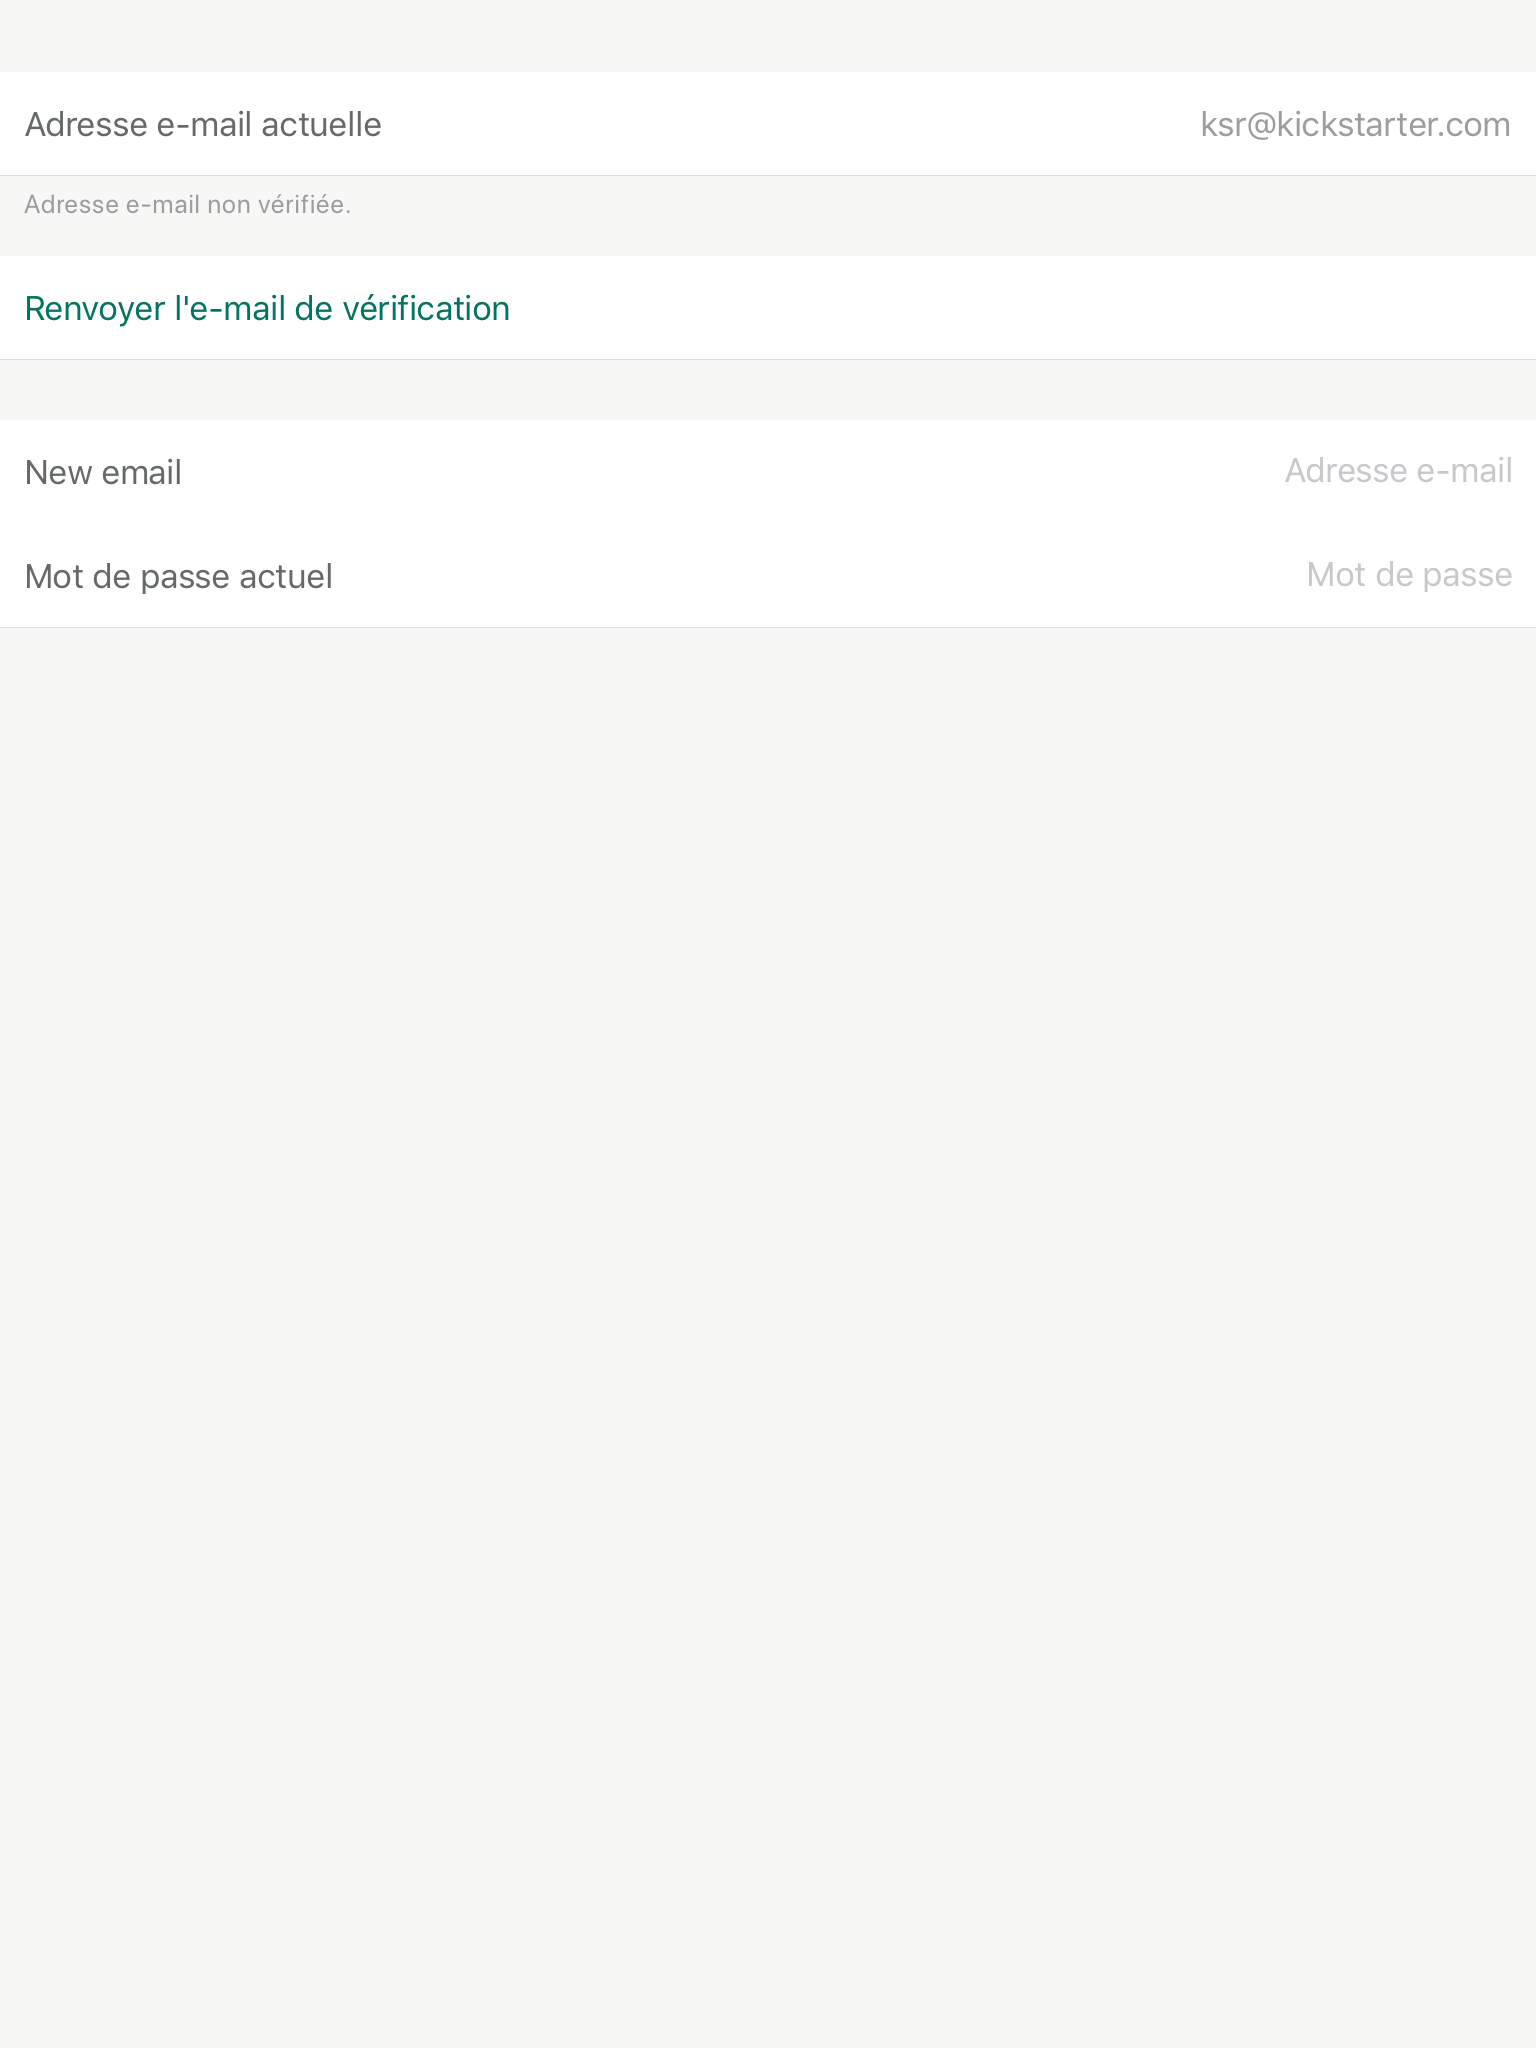 Adresse e-mail actuelle ksr@kickstarter.com
Adresse e-mail non vérifiée.
Renvoyer l'e-mail de vérification
New email Adresse e-mail
Mot de passe actuel Mot de passe